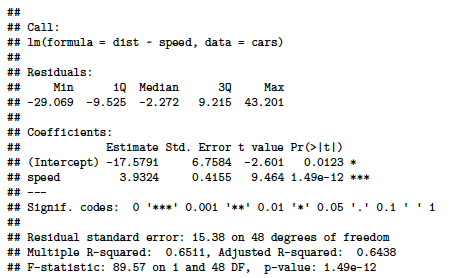 ##
## Call:
## lm(formula = dist ~ speed, data = cars)
##
## Residuals:
##     Min      1Q  Median      3Q     Max
## -29.069  -9.525  -2.272   9.215  43.201
##
## Coefficients:
##             Estimate Std. Error t value Pr(>|t|)
## (Intercept) -17.5791     6.7584  -2.601   0.0123 *
## speed         3.9324     0.4155   9.464 1.49e-12 ***
## ---
## Signif. codes:  0 '***' 0.001 '**' 0.01 '*' 0.05 '.' 0.1 ' ' 1
##
## Residual standard error: 15.38 on 48 degrees of freedom
## Multiple R-squared:  0.6511, Adjusted R-squared:  0.6438
## F-statistic: 89.57 on 1 and 48 DF,  p-value: 1.49e-12